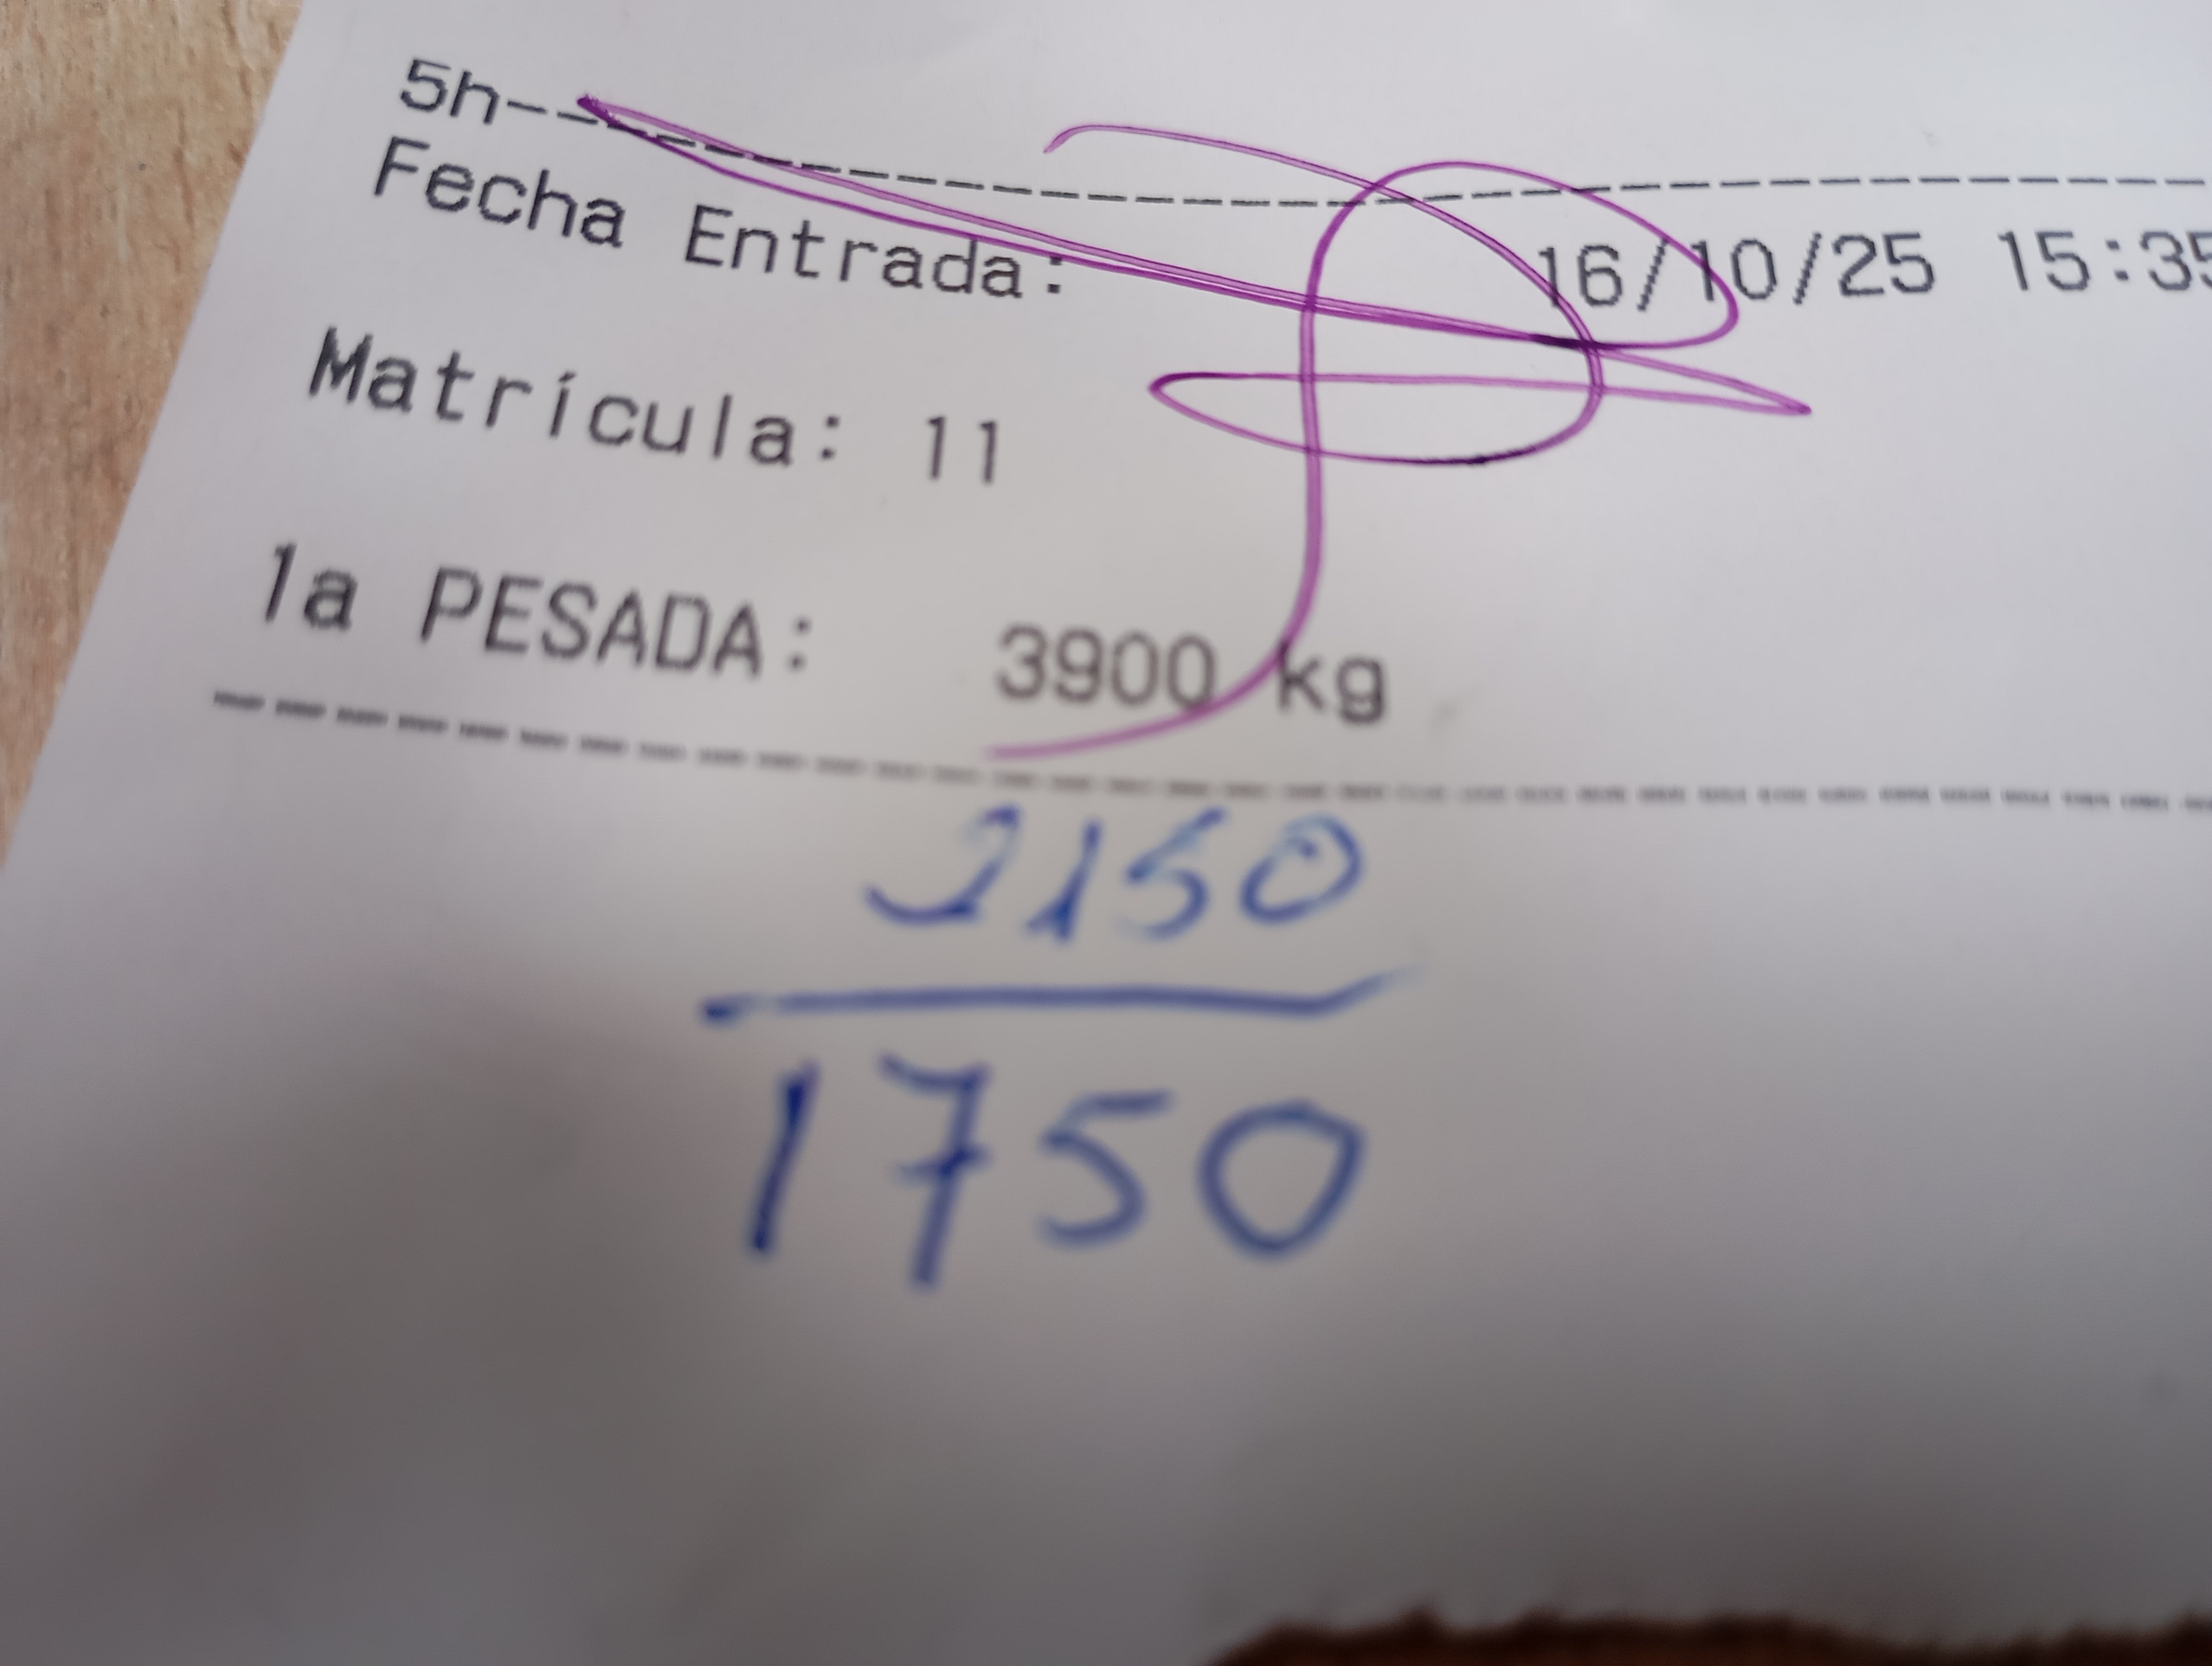 5h--------------------------------
Fecha Entrada: 16/10/25 15:35
Matrícula: 11
1a PESADA: 3900 kg
2150
1750